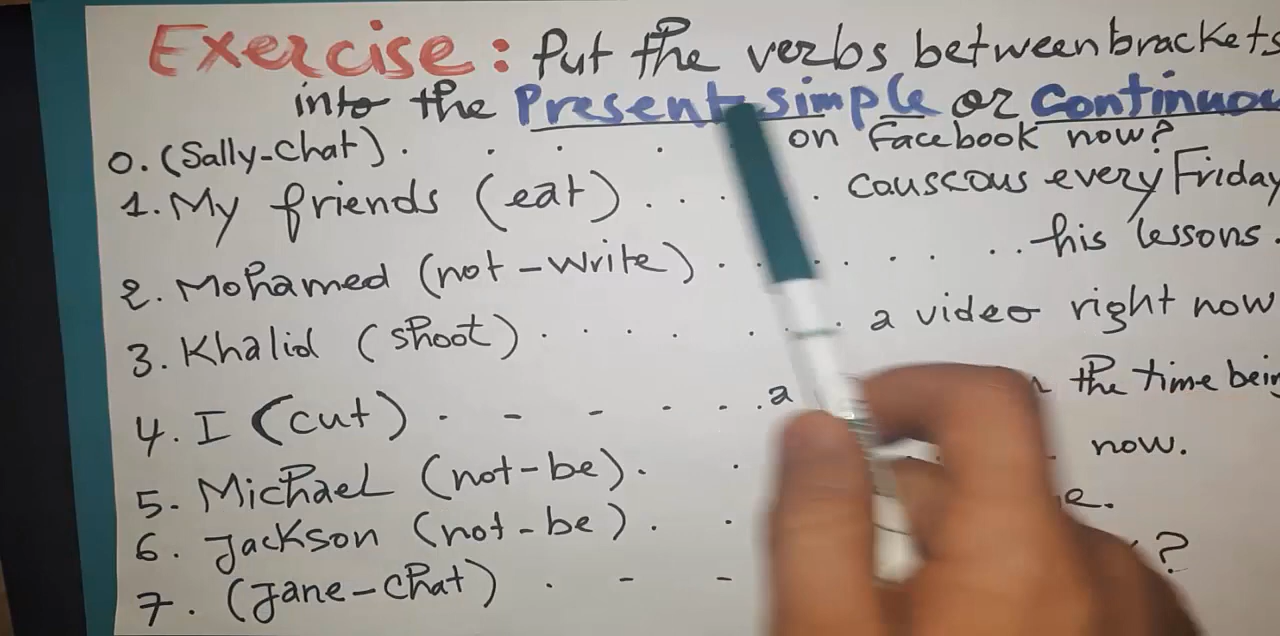 Exercise: Put the verbs between brackets
into the Present simple or Continuou
0. (Sally-chat). . . . . on Facebook now?
1. My friends (eat) . . . . couscous every Friday
2. Mohamed (not-write) . . . . . . . his lessons.
3. Khalid (shoot) . . . . . . . a video right now
4. I (cut) . - - - . . a the time bein
5. Michael (not-be). . now.
6. Jackson (not-be). . e.
7. (Jane-chat) . - - ?